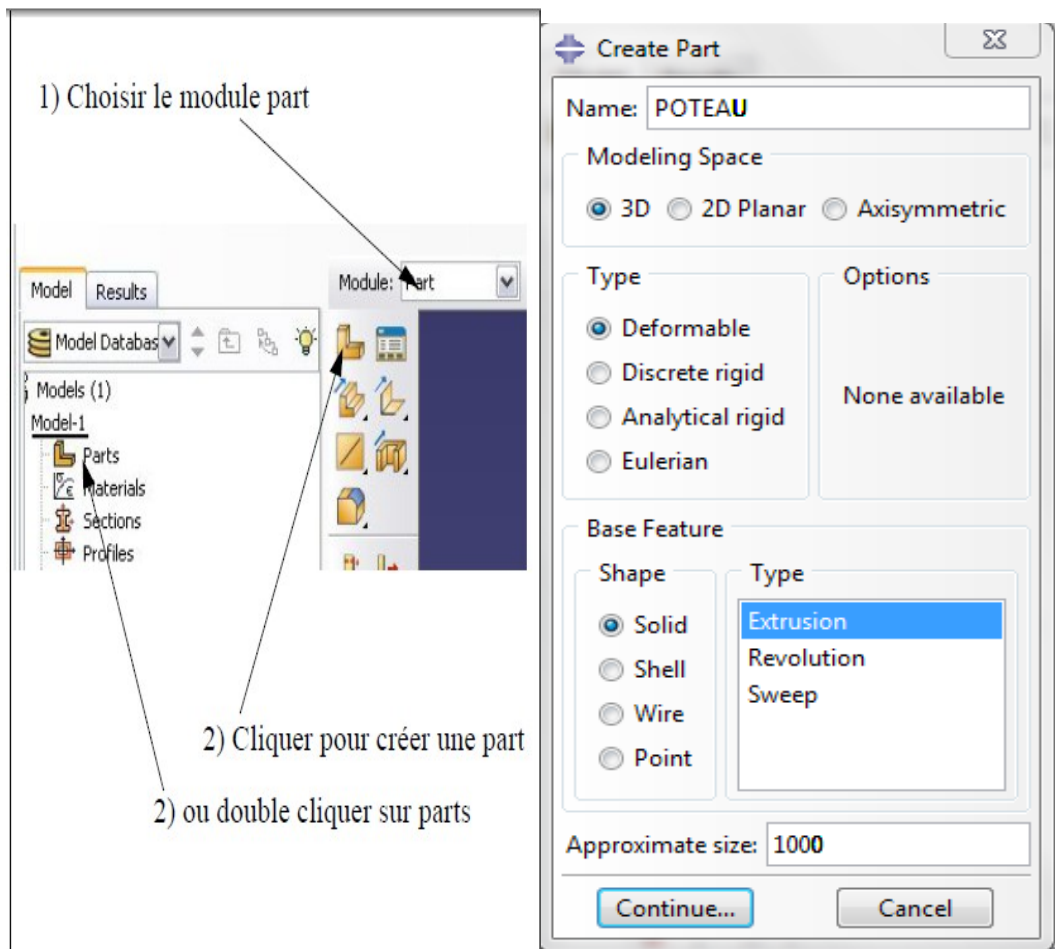 1) Choisir le module part
Model Results
Module: Part
Model Databas
Models (1)
Model-1
Parts
Materials
Sections
Profiles
2) Cliquer pour créer une part
2) ou double cliquer sur parts
Create Part
Name: POTEAU
Modeling Space
3D 2D Planar Axisymmetric
Type
Deformable
Discrete rigid
Analytical rigid
Eulerian
Options
None available
Base Feature
Shape
Solid
Shell
Wire
Point
Type
Extrusion
Revolution
Sweep
Approximate size: 1000
Continue... Cancel